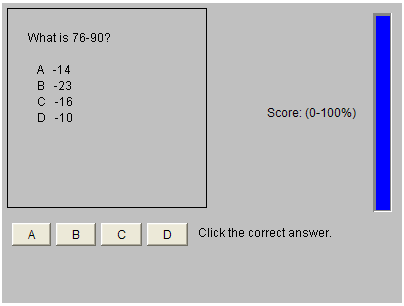 What is 76-90?
A -14
B -23
C -16
D -10
Score: (0-100%)
A B C D Click the correct answer.